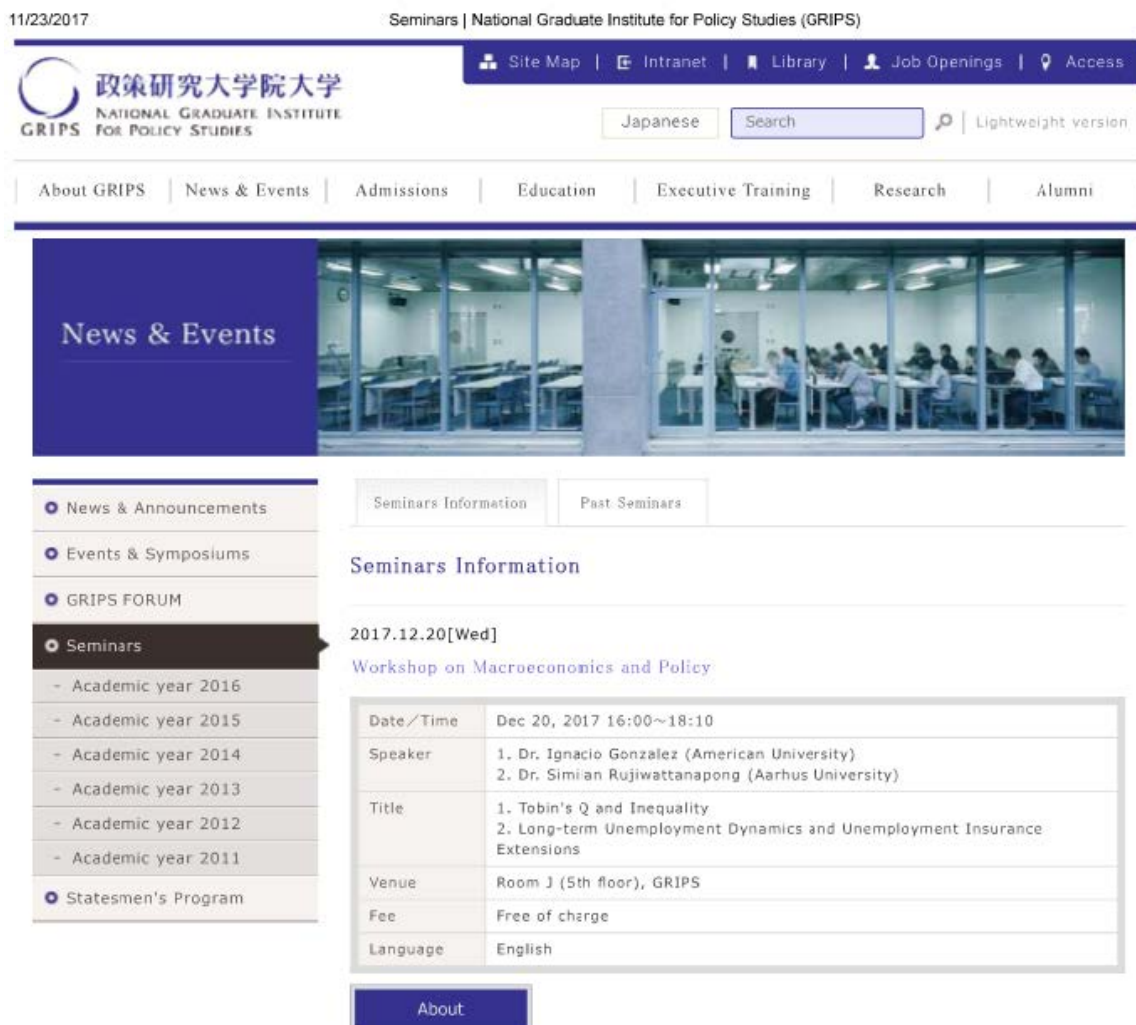 11/23/2017 Seminars | National Graduate Institute for Policy Studies (GRIPS)
Site Map | Intranet | Library | Job Openings | Access
政策研究大学院大学
NATIONAL GRADUATE INSTITUTE
FOR POLICY STUDIES
GRIPS
Japanese Search Lightweight version
About GRIPS | News & Events | Admissions | Education | Executive Training | Research | Alumni
News & Events
News & Announcements
Events & Symposiums
GRIPS FORUM
Seminars
- Academic year 2016
- Academic year 2015
- Academic year 2014
- Academic year 2013
- Academic year 2012
- Academic year 2011
Statesmen's Program
Seminars Information Past Seminars
Seminars Information
2017.12.20[Wed]
Workshop on Macroeconomics and Policy
Date／Time Dec 20, 2017 16:00～18:10
Speaker 1. Dr. Ignacio Gonzalez (American University)
2. Dr. Similan Rujiwattanapong (Aarhus University)
Title 1. Tobin's Q and Inequality
2. Long-term Unemployment Dynamics and Unemployment Insurance
Extensions
Venue Room J (5th floor), GRIPS
Fee Free of charge
Language English
About